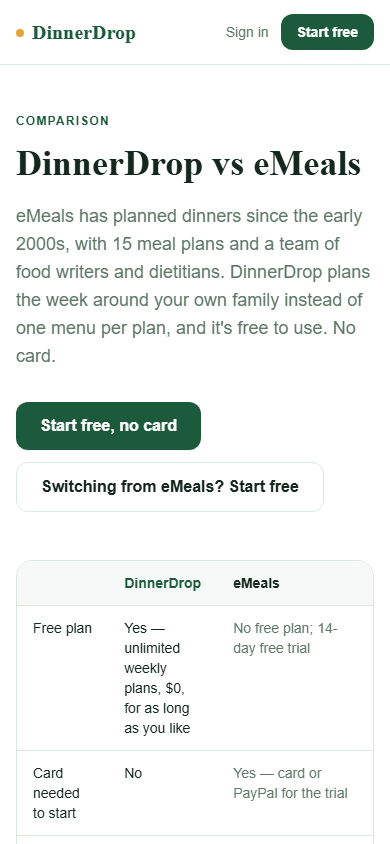 DinnerDrop
Sign in
Start free
COMPARISON
DinnerDrop vs eMeals
eMeals has planned dinners since the early
2000s, with 15 meal plans and a team of
food writers and dietitians. DinnerDrop plans
the week around your own family instead of
one menu per plan, and it's free to use. No
card.
Start free, no card
Switching from eMeals? Start free
DinnerDrop
eMeals
Free plan
Yes —
unlimited
weekly
plans, $0,
for as long
as you like
No free plan; 14-
day free trial
Card
needed
to start
No
Yes — card or
PayPal for the trial